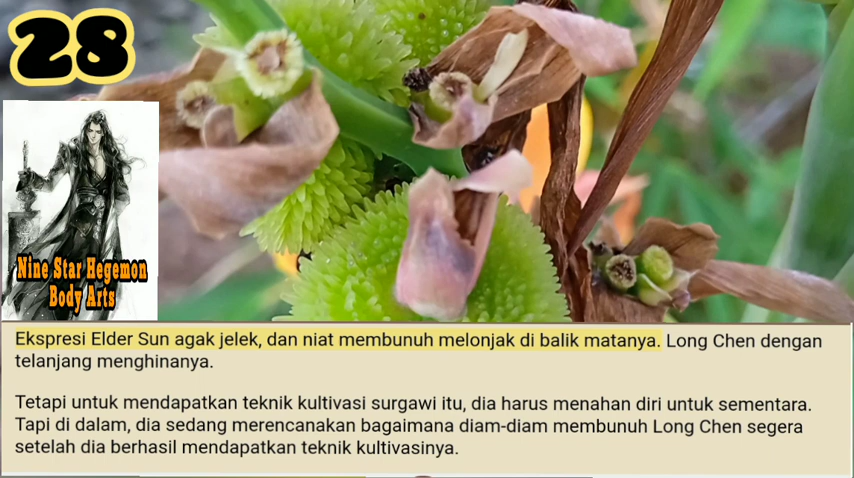 28
Nine Star Hegemon
Body Arts
Ekspresi Elder Sun agak jelek, dan niat membunuh melonjak di balik matanya. Long Chen dengan
telanjang menghinanya.
Tetapi untuk mendapatkan teknik kultivasi surgawi itu, dia harus menahan diri untuk sementara.
Tapi di dalam, dia sedang merencanakan bagaimana diam-diam membunuh Long Chen segera
setelah dia berhasil mendapatkan teknik kultivasinya.